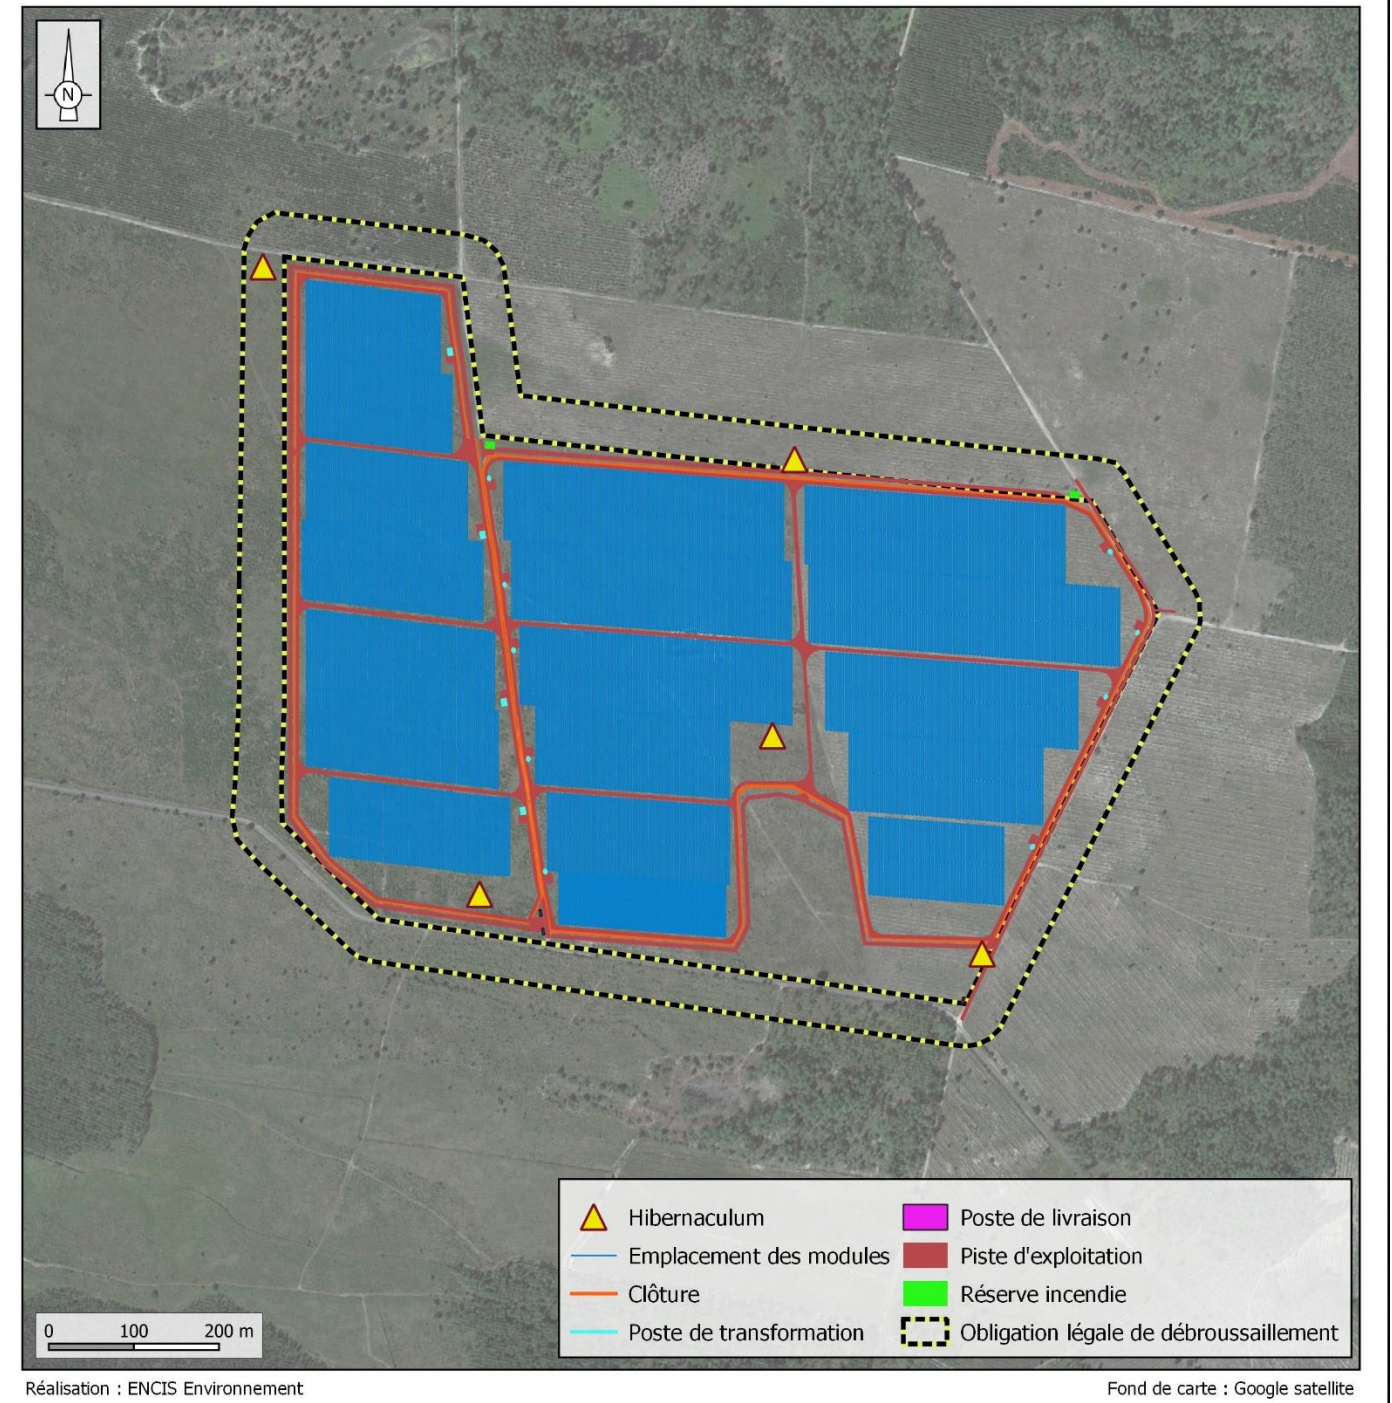 N
Hibernaculum
Emplacement des modules
Clôture
Poste de transformation
Poste de livraison
Piste d'exploitation
Réserve incendie
Obligation légale de débroussaillement
0 100 200 m
Réalisation : ENCIS Environnement
Fond de carte : Google satellite